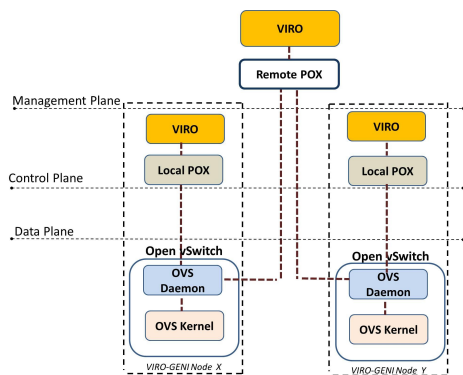 VIRO
Remote POX
Management Plane
VIRO
VIRO
Local POX
Local POX
Control Plane
Data Plane
Open vSwitch
Open vSwitch
OVS
Daemon
OVS
Daemon
OVS Kernel
OVS Kernel
VIRO-GENI Node X
VIRO-GENI Node Y